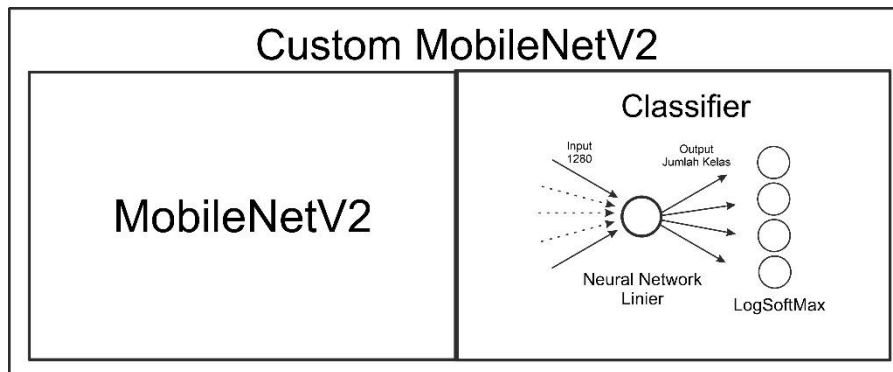 Custom MobileNetV2
MobileNetV2
Classifier
Input
1280
Output
Jumlah Kelas
Neural Network
Linier
LogSoftMax